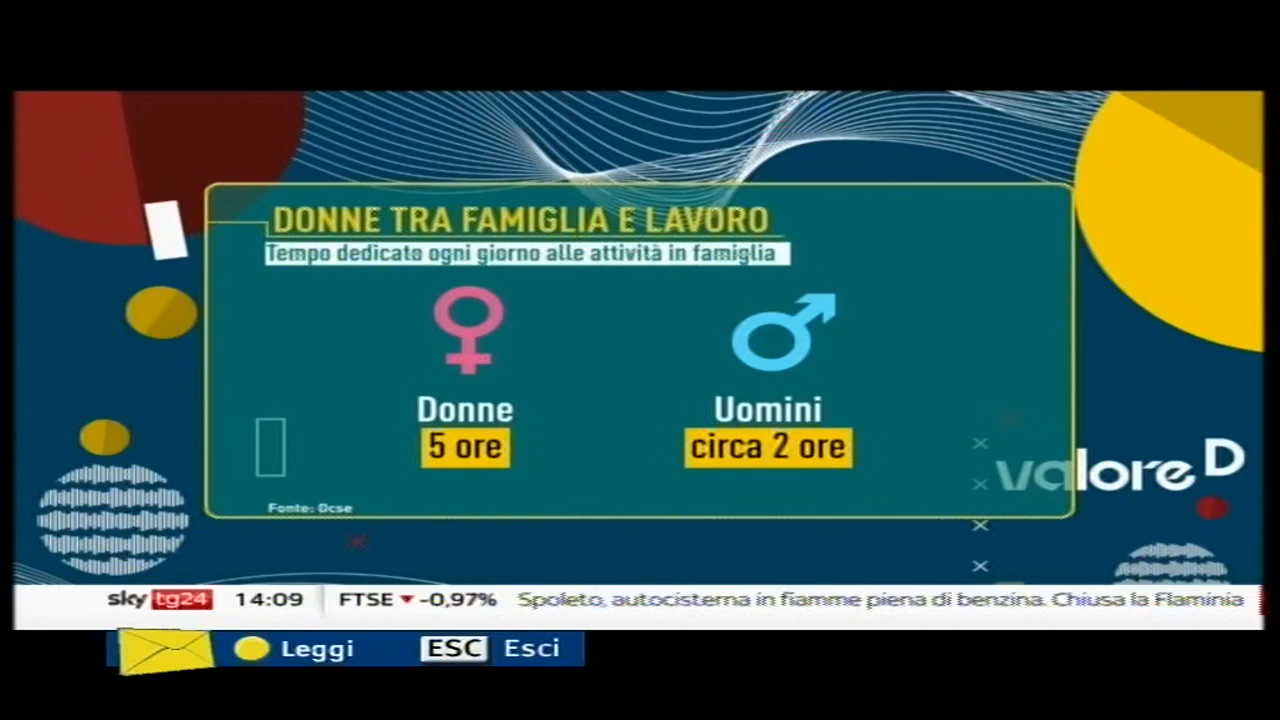 DONNE TRA FAMIGLIA E LAVORO
Tempo dedicato ogni giorno alle attività in famiglia
Donne
5 ore
Uomini
circa 2 ore
valore D
Fonte: Ocse
sky tg24 14:09 FTSE -0,97% Spoleto, autocisterna in fiamme piena di benzina. Chiusa la Flaminia
Leggi ESC Esci